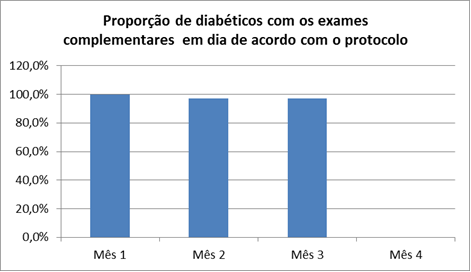 Proporção de diabéticos com os exames
complementares em dia de acordo com o protocolo
120,0%
100,0%
80,0%
60,0%
40,0%
20,0%
0,0%
Mês 1 Mês 2 Mês 3 Mês 4